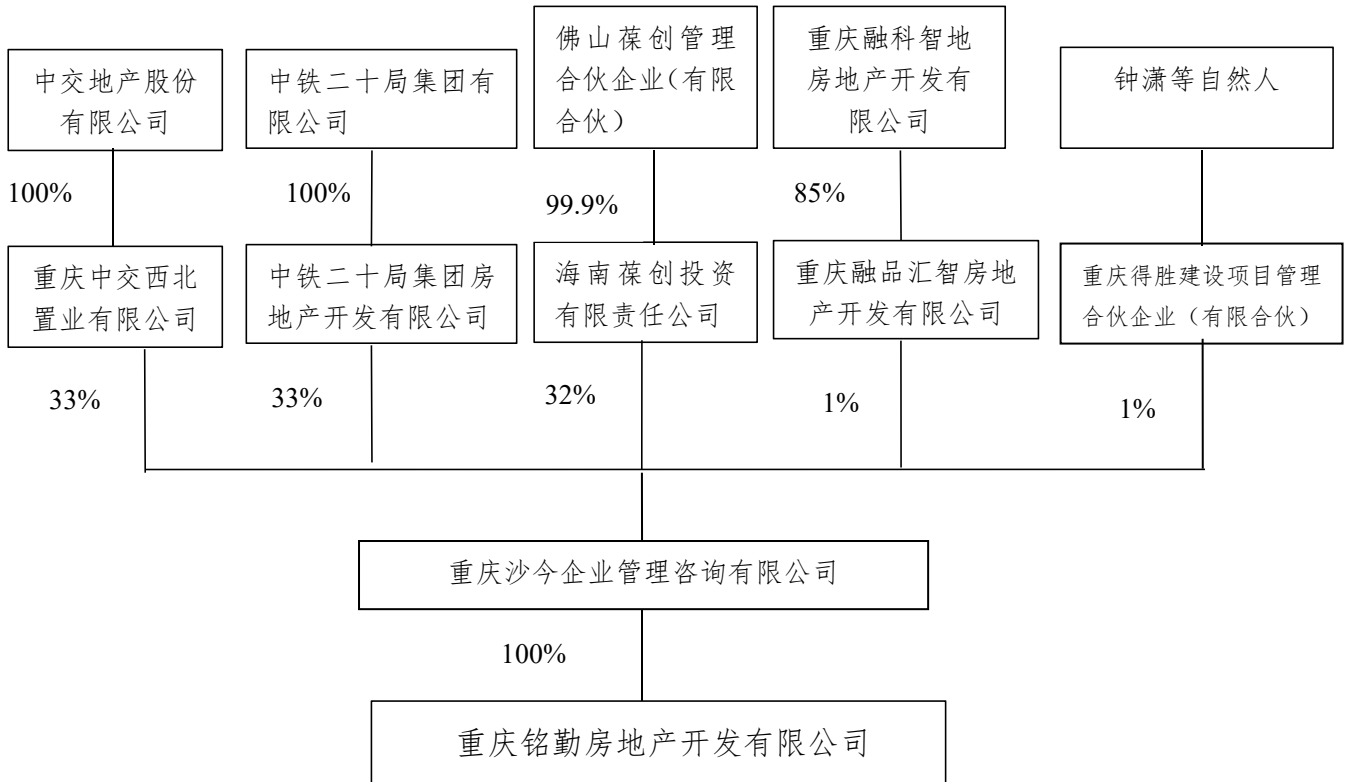 中交地产股份
有限公司
中铁二十局集团有
限公司
佛山葆创管理
合伙企业（有限
合伙）
重庆融科智地
房地产开发有
限公司
钟潇等自然人
100%
100%
99.9%
85%
重庆中交西北
置业有限公司
中铁二十局集团房
地产开发有限公司
海南葆创投资
有限责任公司
重庆融品汇智房地
产开发有限公司
重庆得胜建设项目管理
合伙企业（有限合伙）
33%
33%
32%
1%
1%
重庆沙今企业管理咨询有限公司
100%
重庆铭勤房地产开发有限公司